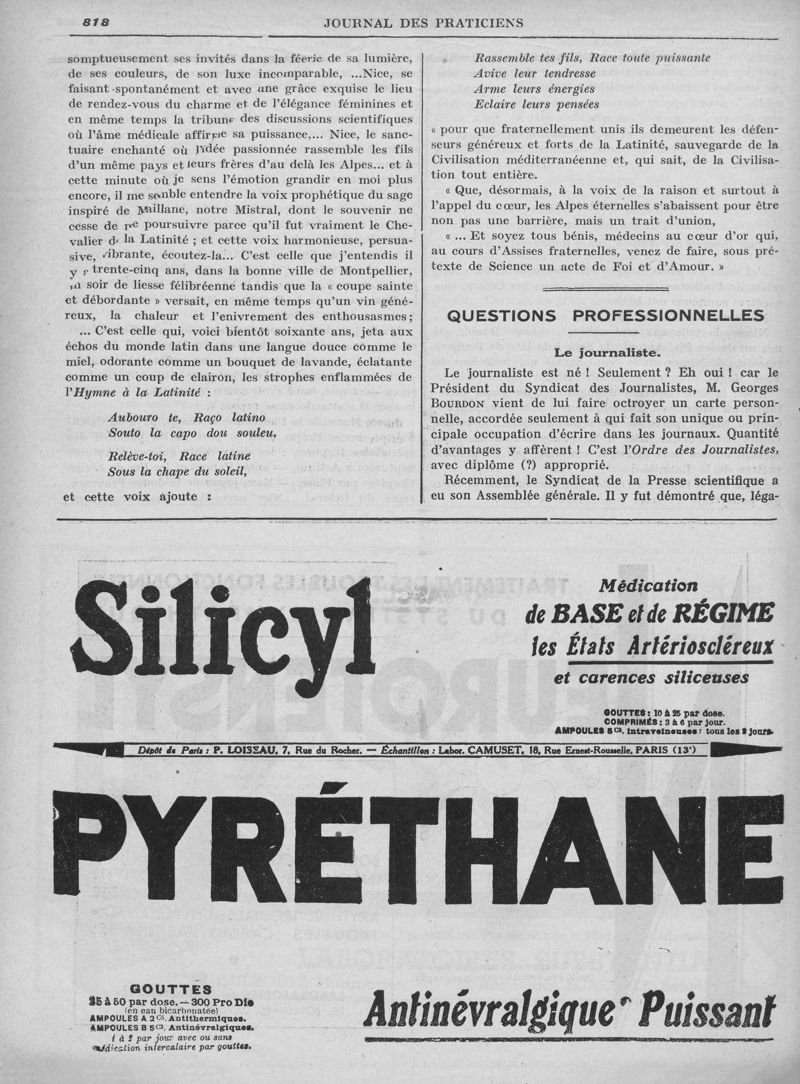 818
JOURNAL DES PRATICIENS
somptueusement ses invités dans la féerie de sa lumière,
de ses couleurs, de son luxe incomparable, ...Nice, se
faisant spontanément et avec une grâce exquise le lieu
de rendez-vous du charme et de l'élégance féminines et
en même temps la tribune des discussions scientifiques
où l'âme médicale affirme sa puissance,... Nice, le sanc-
tuaire enchanté où l'idée passionnée rassemble les fils
d'un même pays et leurs frères d'au delà les Alpes... et à
cette minute où je sens l'émotion grandir en moi plus
encore, il me semble entendre la voix prophétique du sage
inspiré de Maillane, notre Mistral, dont le souvenir ne
cesse de me poursuivre parce qu'il fut vraiment le Che-
valier de la Latinité ; et cette voix harmonieuse, persua-
sive, vibrante, écoutez-la... C'est celle que j'entendis il
y a trente-cinq ans, dans la bonne ville de Montpellier,
un soir de liesse félibréenne tandis que la « coupe sainte
et débordante » versait, en même temps qu'un vin géné-
reux, la chaleur et l'enivrement des enthousasmes ;
... C'est celle qui, voici bientôt soixante ans, jeta aux
échos du monde latin dans une langue douce comme le
miel, odorante comme un bouquet de lavande, éclatante
comme un coup de elairon, les strophes enflammées de
l'Hymne à la Latinité :
Aubouro te, Raço latino
Souto la capo dou souleu.
Relève-toi, Race latine
Sous la chape du soleil,
et cette voix ajoute :
Rassemble tes fils, Race toute puissante
Avive leur tendresse
Arme leurs énergies
Eclaire leurs pensées
« pour que fraternellement unis ils demeurent les défen-
seurs généreux et forts de la Latinité, sauvegarde de la
Civilisation méditerranéenne et, qui sait, de la Civilisa-
tion tout entière.
« Que, désormais, à la voix de la raison et surtout à
l'appel du cœur, les Alpes éternelles s'abaissent pour être
non pas une barrière, mais un trait d'union,
« ... Et soyez tous bénis, médecins au cœur d'or qui,
au cours d'Assises fraternelles, venez de faire, sous pré-
texte de Science un acte de Foi et d'Amour. »
QUESTIONS PROFESSIONNELLES
Le journaliste.
Le journaliste est né ! Seulement ? Eh oui ! car le
Président du Syndicat des Journalistes, M. Georges
BOURDON vient de lui faire octroyer un carte person-
nelle, accordée seulement à qui fait son unique ou prin-
cipale occupation d'écrire dans les journaux. Quantité
d'avantages y affèrent ! C'est l'Ordre des Journalistes,
avec diplôme (?) approprié.
Récemment, le Syndicat de la Presse scientifique a
eu son Assemblée générale. Il y fut démontré que, léga-
Silicyl
Médication
de BASE et de RÉGIME
les États Artérioscléreux
et carences siliceuses
GOUTTES : 10 à 25 par dose.
COMPRIMÉS : 3 à 6 par jour.
AMPOULES 5cc. intraveineuses : tous les 2 jours.
Dépôt de Paris : P. LOISEAU, 7, Rue du Rocher. — Échantillon : Labor. CAMUSET, 18, Rue Ernest-Rousselle, PARIS (13e)
PYRÉTHANE
GOUTTES
25 à 50 par dose. — 300 Pro Die
(en eau bicarbonatée)
AMPOULES A 2cc. Antithermiques.
AMPOULES B 5cc. Antinévralgiques.
1 à 2 par jour avec ou sans
médication intercalaire par gouttes.
Antinévralgique Puissant